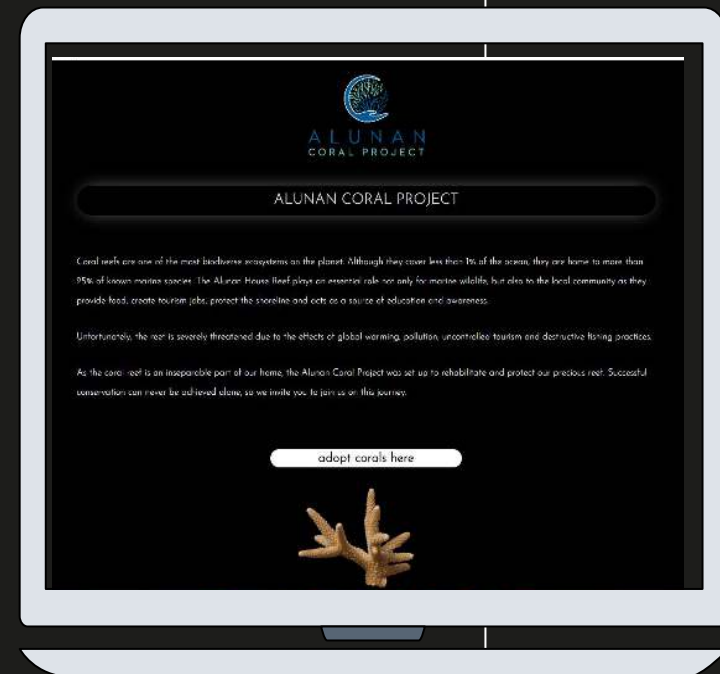 ALUNAN
CORAL PROJECT
ALUNAN CORAL PROJECT
Coral reefs are one of the most biodiverse ecosystems on the planet. Although they cover less than 1% of the ocean, they are home to more than
95% of known marine species. The Alunan House Reef plays an essential role not only for marine wildlife, but also to the local community as they
provide food, create tourism jobs, protect the shoreline and acts as a source of education and awareness.
Unfortunately, the reef is severely threatened due to the effects of global warming, pollution, uncontrolled tourism and destructive fishing practices.
As the coral reef is an inseparable part of our home, the Alunan Coral Project was set up to rehabilitate and protect our precious reef. Successful
conservation can never be achieved alone, so we invite you to join us on this journey.
adopt corals here